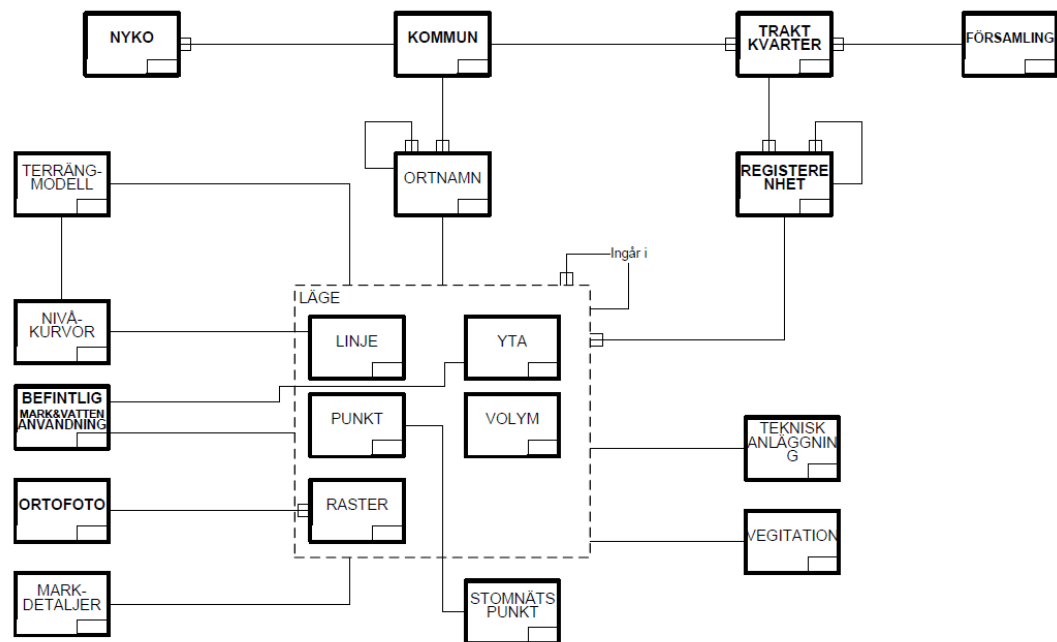 NYKO
KOMMUN
TRAKT
KVARTER
FÖRSAMLING
TERRÄNG-
MODELL
ORTNAMN
REGISTERE
NHET
Ingår i
LÄGE
NIVÅ-
KURVOR
LINJE
YTA
BEFINTLIG
MARK&VATTEN
ANVÄNDNING
PUNKT
VOLYM
TEKNISK
ANLÄGGNIN
G
ORTOFOTO
RASTER
VEGITATION
MARK-
DETALJER
STOMNÄTS
PUNKT